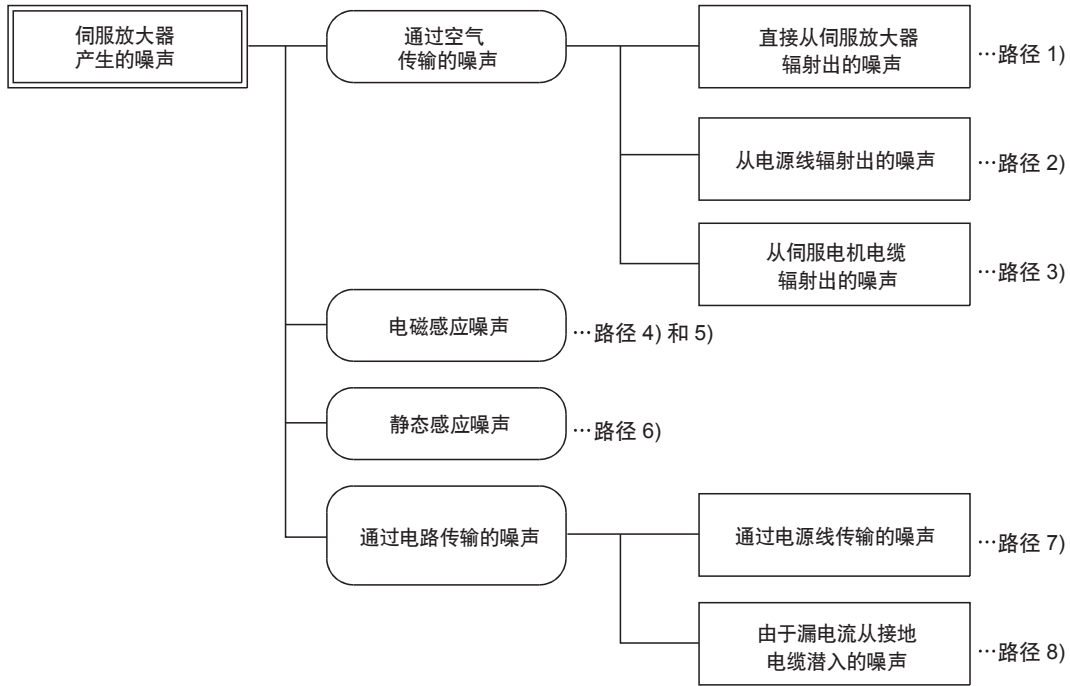 伺服放大器
产生的噪声
通过空气
传输的噪声
直接从伺服放大器
辐射出的噪声
…路径 1)
从电源线辐射出的噪声
…路径 2)
从伺服电机电缆
辐射出的噪声
…路径 3)
电磁感应噪声
…路径 4) 和 5)
静态感应噪声
…路径 6)
通过电路传输的噪声
通过电源线传输的噪声
…路径 7)
由于漏电流从接地
电缆潜入的噪声
…路径 8)